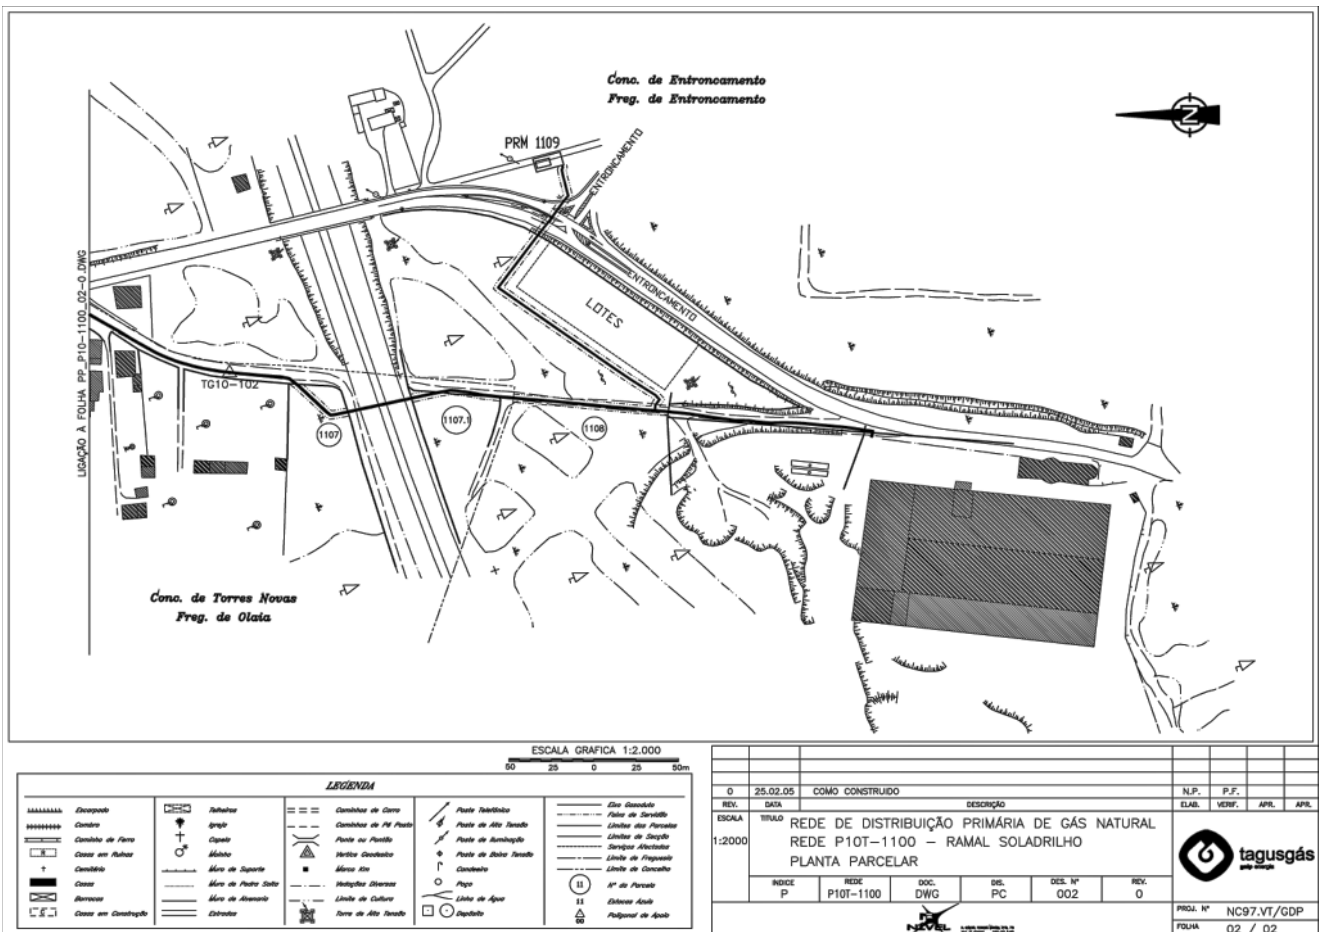 Conc. de Entroncamento
Freg. de Entroncamento
N
PRM 1109
ENTRONCAMENTO
ENTRONCAMENTO
LOTES
LIGAÇÃO À FOLHA PP_P10-1100_02-0.DWG
TG10-102
1107
1107.1
1108
Conc. de Torres Novas
Freg. de Olaia
ESCALA GRAFICA 1:2.000
50 25 0 25 50m
LEGENDA
Escarpado
Combro
Caminho de Ferro
Casas em Ruínas
Cemitério
Casas
Barracas
Casas em Construção
Telheiros
Igreja
Capela
Moinho
Muro de Suporte
Muro de Pedra Solta
Muro de Alvenaria
Estradas
Caminhos de Carro
Caminhos de Pé Posto
Ponte ou Pontão
Vertice Geodesico
Marco Km
Vedações Diversas
Limite de Cultura
Torre de Alta Tensão
Poste Telefónico
Poste de Alta Tensão
Poste de Iluminação
Poste de Baixa Tensão
Candeeiro
Poço
Linha de Água
Depósito
Eixo Gasoduto
Faixa de Servidão
Limites das Parcelas
Limites de Secção
Serviços Afectados
Limite de Freguesia
Limite de Concelho
11 Nº da Parcela
11 Estacas Azuis
00 Poligonal de Apoio
0 25.02.05 COMO CONSTRUIDO N.P. P.F.
REV. DATA DESCRIÇÃO ELAB. VERIF. APR. APR.
ESCALA
1:2000
TITULO
REDE DE DISTRIBUIÇÃO PRIMÁRIA DE GÁS NATURAL
REDE P10T-1100 - RAMAL SOLADRILHO
PLANTA PARCELAR
tagusgás
galp energia
INDICE REDE DOC. DIS. DES. Nº REV.
P P10T-1100 DWG PC 002 0
NIVEL
PROJ. Nº NC97.VT/GDP
FOLHA 02 / 02